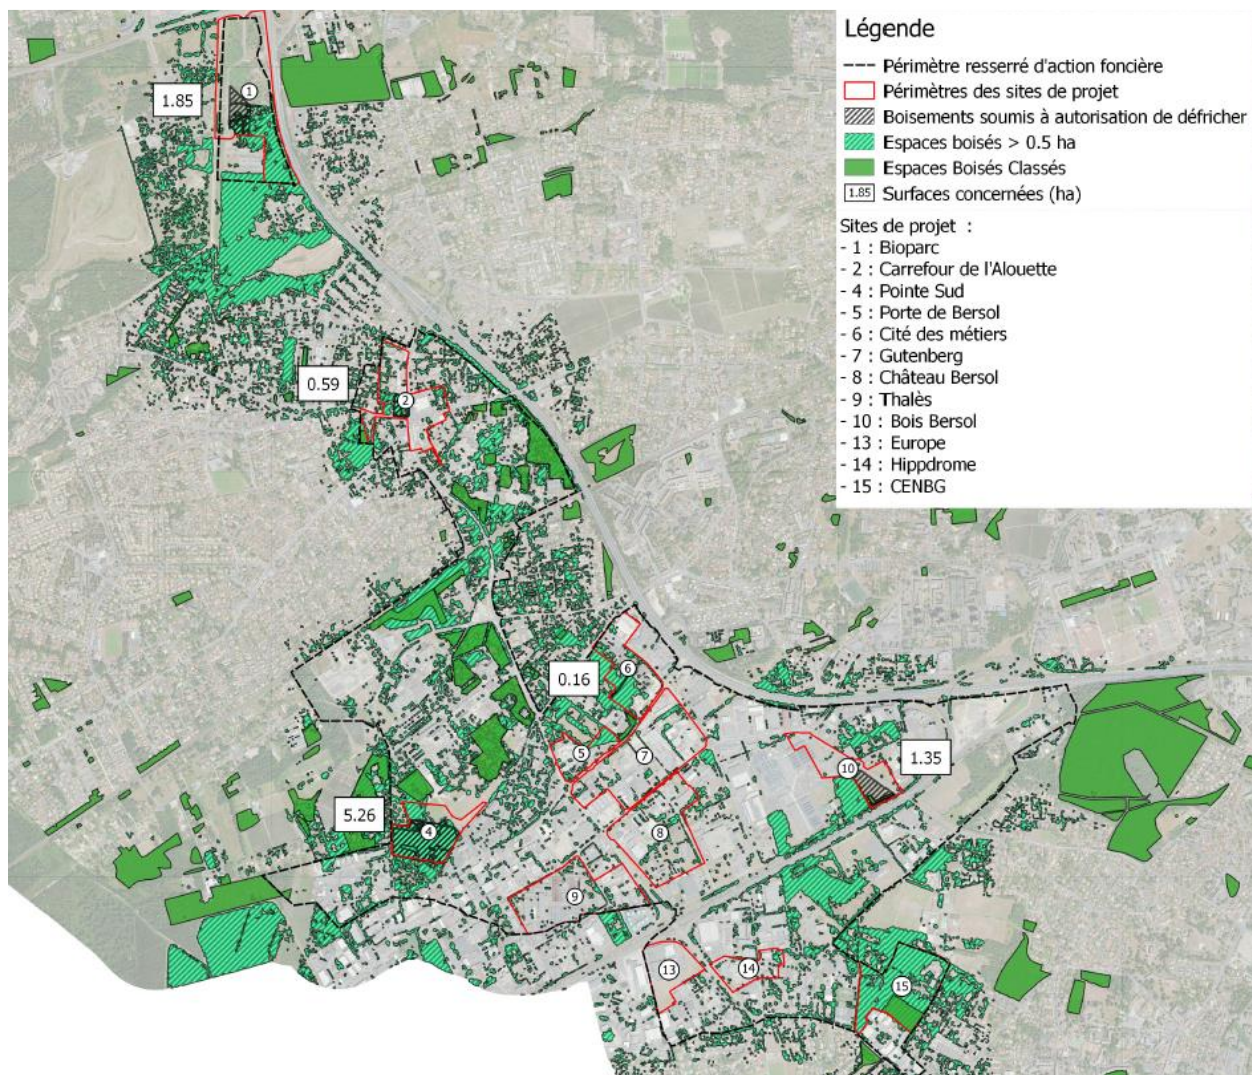 Légende
Périmètre resserré d'action foncière
Périmètres des sites de projet
Boisements soumis à autorisation de défricher
Espaces boisés > 0.5 ha
Espaces Boisés Classés
1.85 Surfaces concernées (ha)
Sites de projet :
- 1 : Bioparc
- 2 : Carrefour de l'Alouette
- 4 : Pointe Sud
- 5 : Porte de Bersol
- 6 : Cité des métiers
- 7 : Gutenberg
- 8 : Château Bersol
- 9 : Thalès
- 10 : Bois Bersol
- 13 : Europe
- 14 : Hippdrome
- 15 : CENBG
1
1.85
0.59
2
6
0.16
5
7
1.35
10
5.26
4
8
9
13
14
15